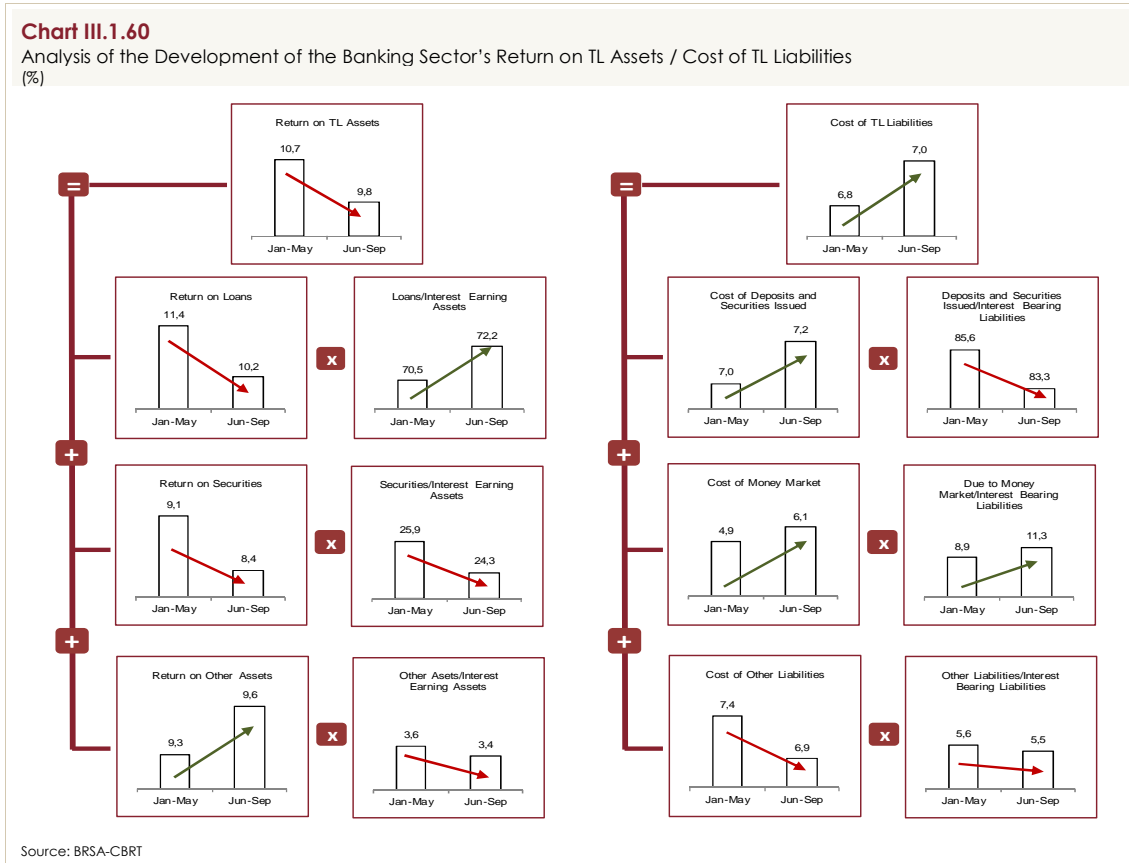 Chart III.1.60
Analysis of the Development of the Banking Sector's Return on TL Assets / Cost of TL Liabilities
(%)
Return on TL Assets
10,7
9,8
Jan-May Jun-Sep
=
Return on Loans
11,4
10,2
Jan-May Jun-Sep
x
Loans/Interest Earning
Assets
70,5
72,2
Jan-May Jun-Sep
+
Return on Securities
9,1
8,4
Jan-May Jun-Sep
x
Securities/Interest Earning
Assets
25,9
24,3
Jan-May Jun-Sep
+
Return on Other Assets
9,3
9,6
Jan-May Jun-Sep
x
Other Asets/Interest
Earning Assets
3,6
3,4
Jan-May Jun-Sep
Cost of TL Liabilities
6,8
7,0
Jan-May Jun-Sep
=
Cost of Deposits and
Securities Issued
7,0
7,2
Jan-May Jun-Sep
x
Deposits and Securities
Issued/Interest Bearing
Liabilities
85,6
83,3
Jan-May Jun-Sep
+
Cost of Money Market
4,9
6,1
Jan-May Jun-Sep
x
Due to Money
Market/Interest Bearing
Liabilities
8,9
11,3
Jan-May Jun-Sep
+
Cost of Other Liabilities
7,4
6,9
Jan-May Jun-Sep
x
Other Liabilities/Interest
Bearing Liabilities
5,6
5,5
Jan-May Jun-Sep
Source: BRSA-CBRT